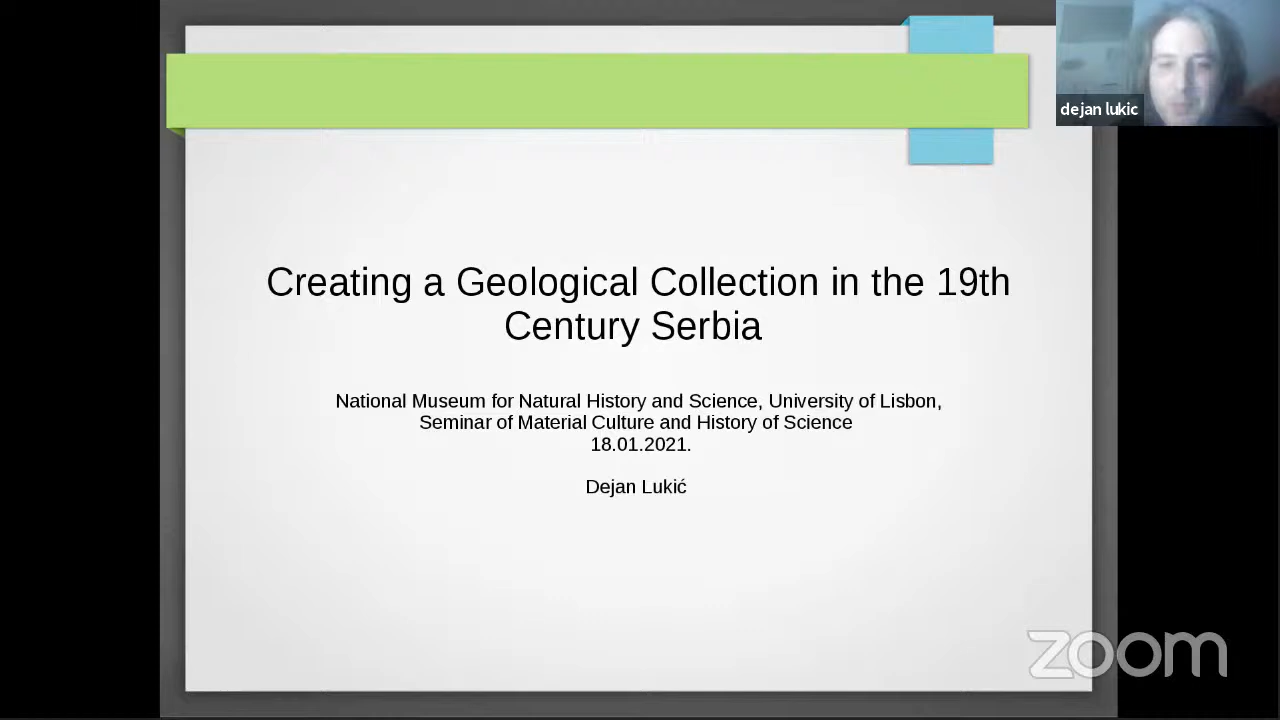 dejan lukic
Creating a Geological Collection in the 19th
Century Serbia
National Museum for Natural History and Science, University of Lisbon,
Seminar of Material Culture and History of Science
18.01.2021.
Dejan Lukić
zoom